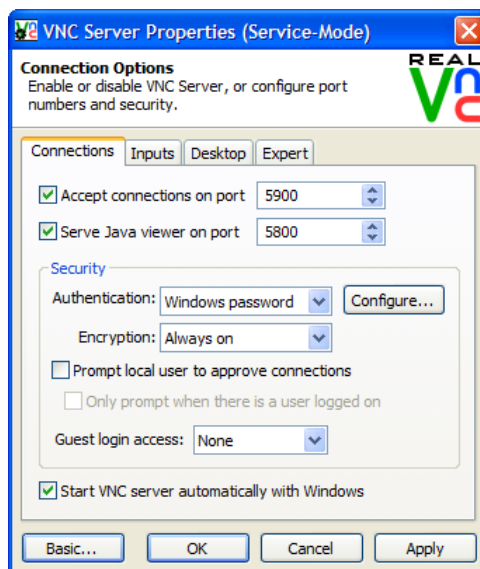 VNC Server Properties (Service-Mode)
Connection Options
Enable or disable VNC Server, or configure port
numbers and security.
REAL
VNC
Connections Inputs Desktop Expert
Accept connections on port 5900
Serve Java viewer on port 5800
Security
Authentication: Windows password Configure...
Encryption: Always on
Prompt local user to approve connections
Only prompt when there is a user logged on
Guest login access: None
Start VNC server automatically with Windows
Basic... OK Cancel Apply